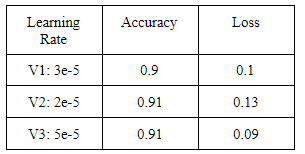 Learning Rate Accuracy Loss
V1: 3e-5 0.9 0.1
V2: 2e-5 0.91 0.13
V3: 5e-5 0.91 0.09